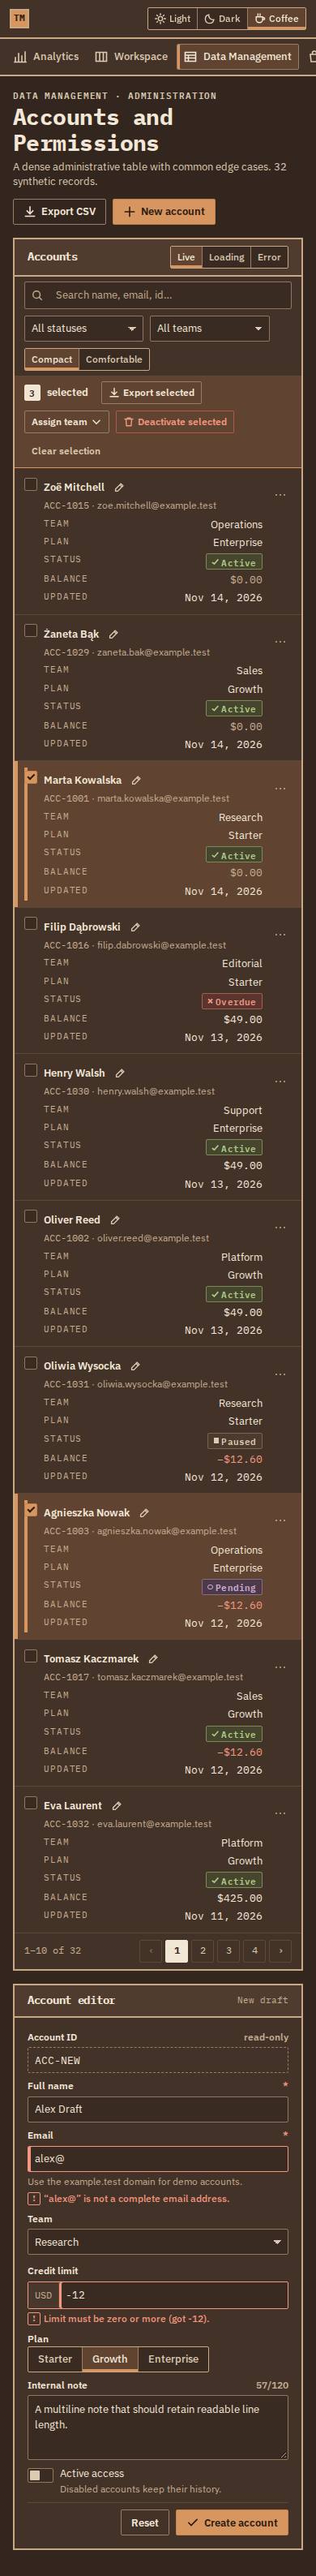 TM Light Dark Coffee
Analytics Workspace Data Management
DATA MANAGEMENT · ADMINISTRATION
Accounts and
Permissions
A dense administrative table with common edge cases. 32
synthetic records.
Export CSV New account
Accounts Live Loading Error
Search name, email, id…
All statuses All teams
Compact Comfortable
3 selected Export selected
Assign team Deactivate selected
Clear selection
Zoë Mitchell …
ACC-1015 · zoe.mitchell@example.test
TEAM Operations
PLAN Enterprise
STATUS Active
BALANCE $0.00
UPDATED Nov 14, 2026
Żaneta Bąk …
ACC-1029 · zaneta.bak@example.test
TEAM Sales
PLAN Growth
STATUS Active
BALANCE $0.00
UPDATED Nov 14, 2026
Marta Kowalska …
ACC-1001 · marta.kowalska@example.test
TEAM Research
PLAN Starter
STATUS Active
BALANCE $0.00
UPDATED Nov 14, 2026
Filip Dąbrowski …
ACC-1016 · filip.dabrowski@example.test
TEAM Editorial
PLAN Starter
STATUS Overdue
BALANCE $49.00
UPDATED Nov 13, 2026
Henry Walsh …
ACC-1030 · henry.walsh@example.test
TEAM Support
PLAN Enterprise
STATUS Active
BALANCE $49.00
UPDATED Nov 13, 2026
Oliver Reed …
ACC-1002 · oliver.reed@example.test
TEAM Platform
PLAN Growth
STATUS Active
BALANCE $49.00
UPDATED Nov 13, 2026
Oliwia Wysocka …
ACC-1031 · oliwia.wysocka@example.test
TEAM Research
PLAN Starter
STATUS Paused
BALANCE −$12.60
UPDATED Nov 12, 2026
Agnieszka Nowak …
ACC-1003 · agnieszka.nowak@example.test
TEAM Operations
PLAN Enterprise
STATUS Pending
BALANCE −$12.60
UPDATED Nov 12, 2026
Tomasz Kaczmarek …
ACC-1017 · tomasz.kaczmarek@example.test
TEAM Sales
PLAN Growth
STATUS Active
BALANCE −$12.60
UPDATED Nov 12, 2026
Eva Laurent …
ACC-1032 · eva.laurent@example.test
TEAM Platform
PLAN Growth
STATUS Active
BALANCE $425.00
UPDATED Nov 11, 2026
1–10 of 32 ‹ 1 2 3 4 ›
Account editor New draft
Account ID read-only
ACC-NEW
Full name *
Alex Draft
Email *
alex@
Use the example.test domain for demo accounts.
! “alex@” is not a complete email address.
Team
Research
Credit limit
USD -12
! Limit must be zero or more (got -12).
Plan
Starter Growth Enterprise
Internal note 57/120
A multiline note that should retain readable line
length.
Active access
Disabled accounts keep their history.
Reset Create account